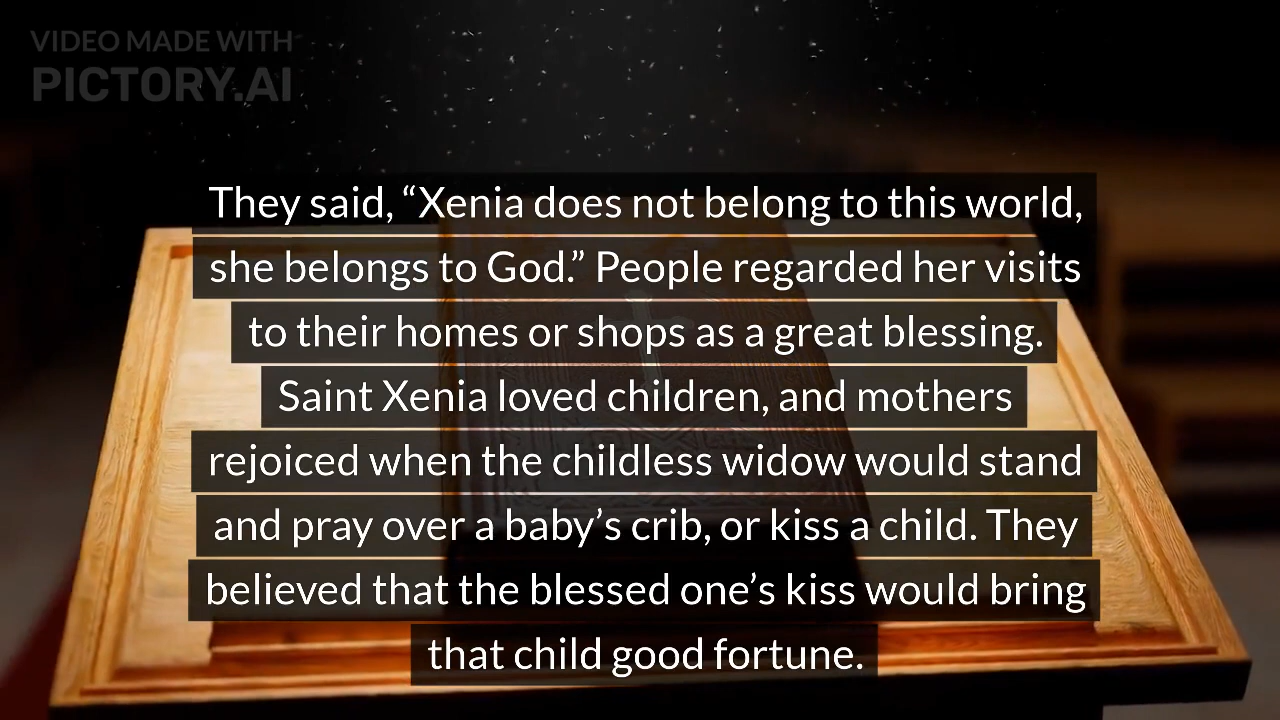 VIDEO MADE WITH
PICTORY.AI
They said, “Xenia does not belong to this world,
she belongs to God.” People regarded her visits
to their homes or shops as a great blessing.
Saint Xenia loved children, and mothers
rejoiced when the childless widow would stand
and pray over a baby’s crib, or kiss a child. They
believed that the blessed one’s kiss would bring
that child good fortune.